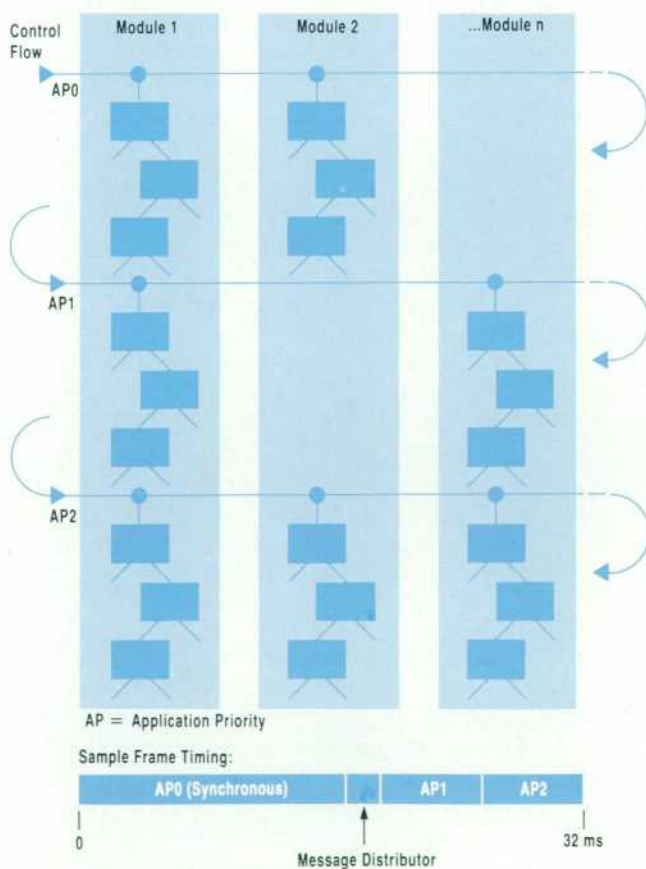 Control
Flow
Module 1
Module 2
...Module n
AP0
AP1
AP2
AP = Application Priority
Sample Frame Timing:
AP0 (Synchronous)
AP1
AP2
0
32 ms
Message Distributor